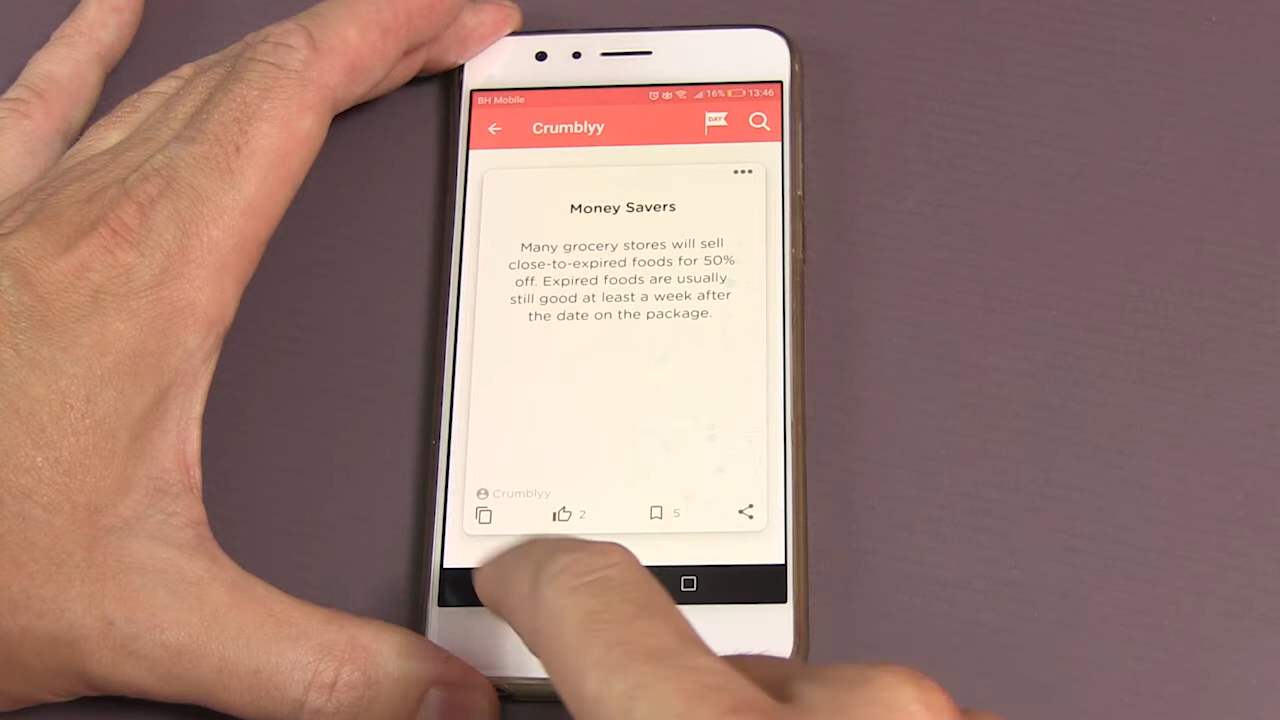 BH Mobile
16% 13:46
Crumblyy
DAY
Money Savers
Many grocery stores will sell
close-to-expired foods for 50%
off. Expired foods are usually
still good at least a week after
the date on the package.
Crumblyy
2
5